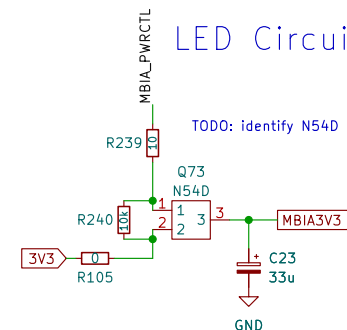 LED Circui
MBIA_PWRCTL
TODO: identify N54D
R239
10
Q73
N54D
R240
10k
1
1
2
2
3
3
MBIA3V3
3V3
0
R105
+
C23
33u
GND